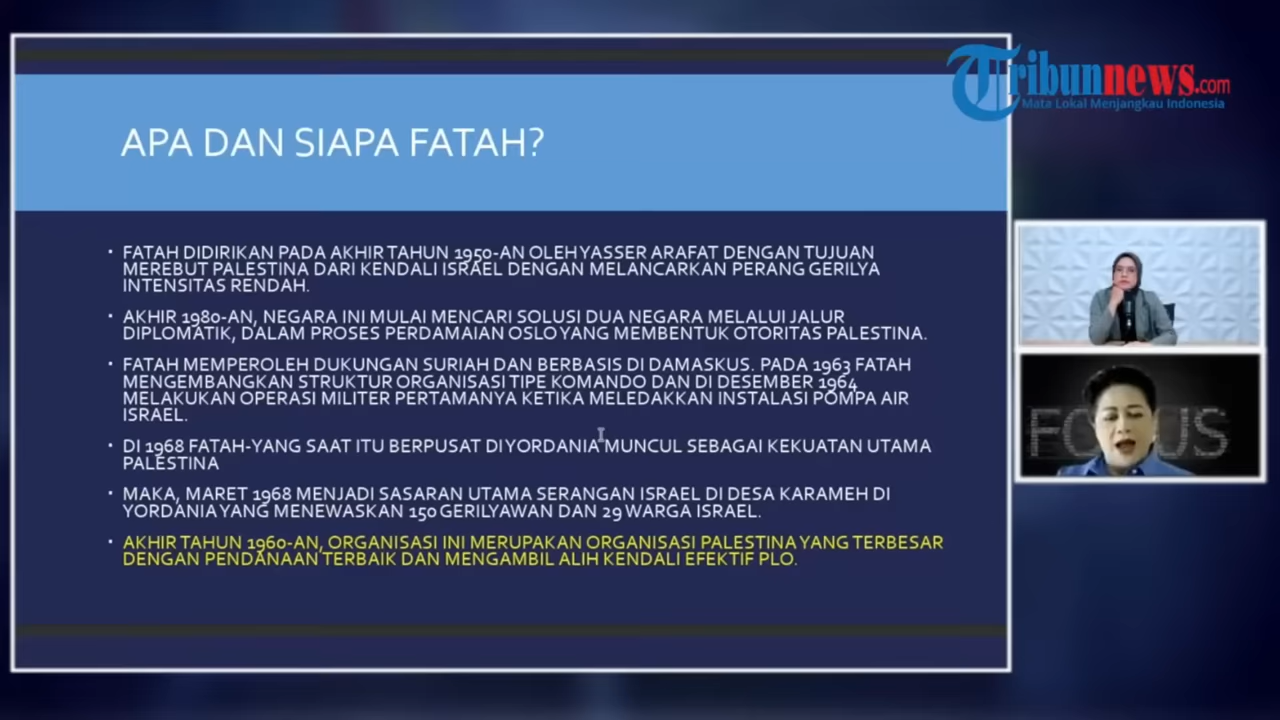 Tribunnews.com
Mata Lokal Menjangkau Indonesia
APA DAN SIAPA FATAH?
• FATAH DIDIRIKAN PADA AKHIR TAHUN 1950-AN OLEH YASSER ARAFAT DENGAN TUJUAN
MEREBUT PALESTINA DARI KENDALI ISRAEL DENGAN MELANCARKAN PERANG GERILYA
INTENSITAS RENDAH.
• AKHIR 1980-AN, NEGARA INI MULAI MENCARI SOLUSI DUA NEGARA MELALUI JALUR
DIPLOMATIK, DALAM PROSES PERDAMAIAN OSLO YANG MEMBENTUK OTORITAS PALESTINA.
• FATAH MEMPEROLEH DUKUNGAN SURIAH DAN BERBASIS DI DAMASKUS. PADA 1963 FATAH
MENGEMBANGKAN STRUKTUR ORGANISASI TIPE KOMANDO DAN DI DESEMBER 1964
MELAKUKAN OPERASI MILITER PERTAMANYA KETIKA MELEDAKKAN INSTALASI POMPA AIR
ISRAEL.
• DI 1968 FATAH-YANG SAAT ITU BERPUSAT DI YORDANIA MUNCUL SEBAGAI KEKUATAN UTAMA
PALESTINA
• MAKA, MARET 1968 MENJADI SASARAN UTAMA SERANGAN ISRAEL DI DESA KARAMEH DI
YORDANIA YANG MENEWASKAN 150 GERILYAWAN DAN 29 WARGA ISRAEL.
• AKHIR TAHUN 1960-AN, ORGANISASI INI MERUPAKAN ORGANISASI PALESTINA YANG TERBESAR
DENGAN PENDANAAN TERBAIK DAN MENGAMBIL ALIH KENDALI EFEKTIF PLO.